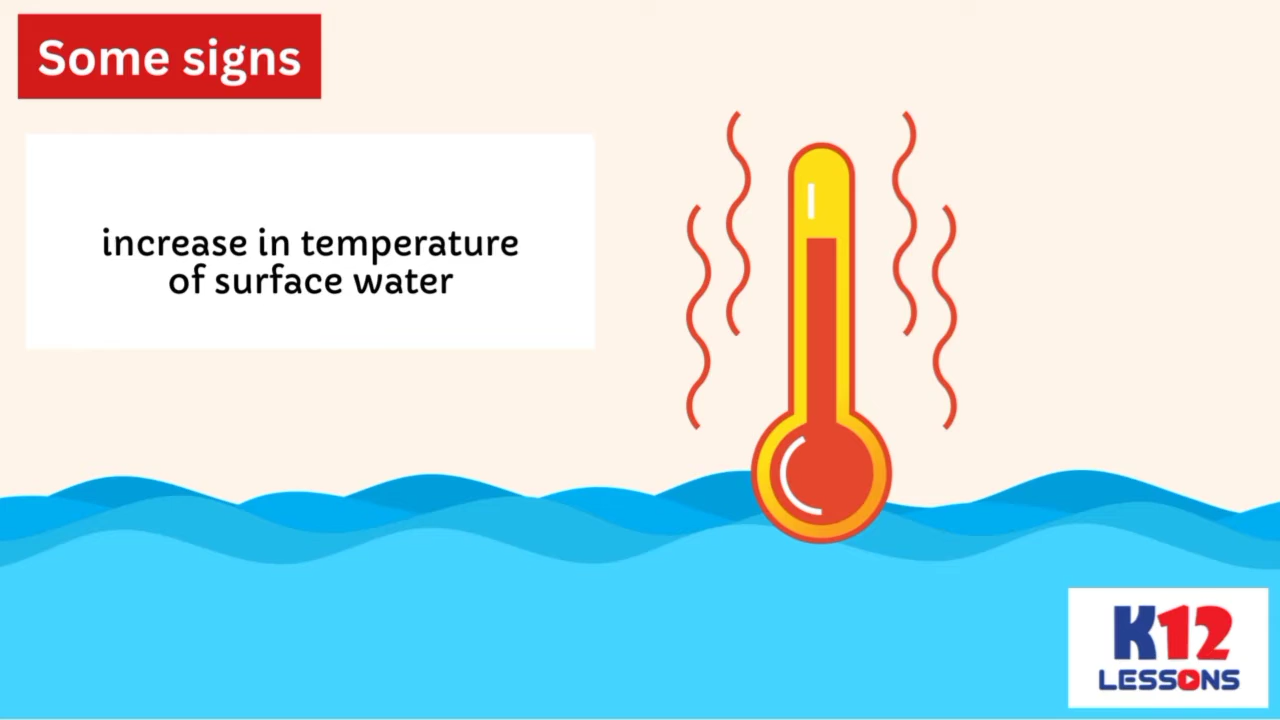 Some signs
increase in temperature
of surface water
K12
LESSONS